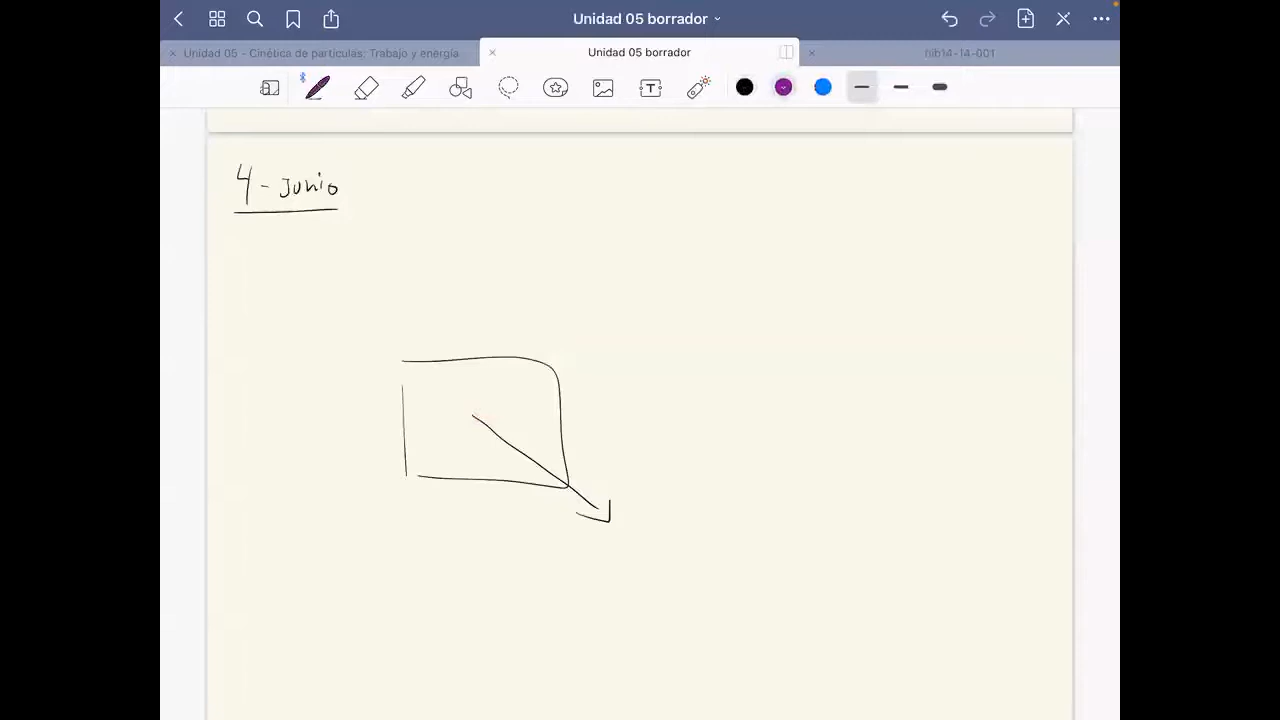 Unidad 05 borrador
Unidad 05 - Cinética de partículas: Trabajo y energía
Unidad 05 borrador
hib14-14-001
T
4 - Junio